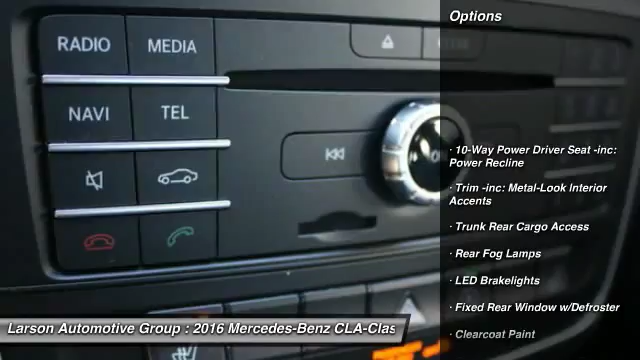 Options
RADIO
MEDIA
NAVI
TEL
· 10-Way Power Driver Seat -inc:
Power Recline
· Trim -inc: Metal-Look Interior
Accents
· Trunk Rear Cargo Access
· Rear Fog Lamps
· LED Brakelights
· Fixed Rear Window w/Defroster
· Clearcoat Paint
Larson Automotive Group : 2016 Mercedes-Benz CLA-Clas